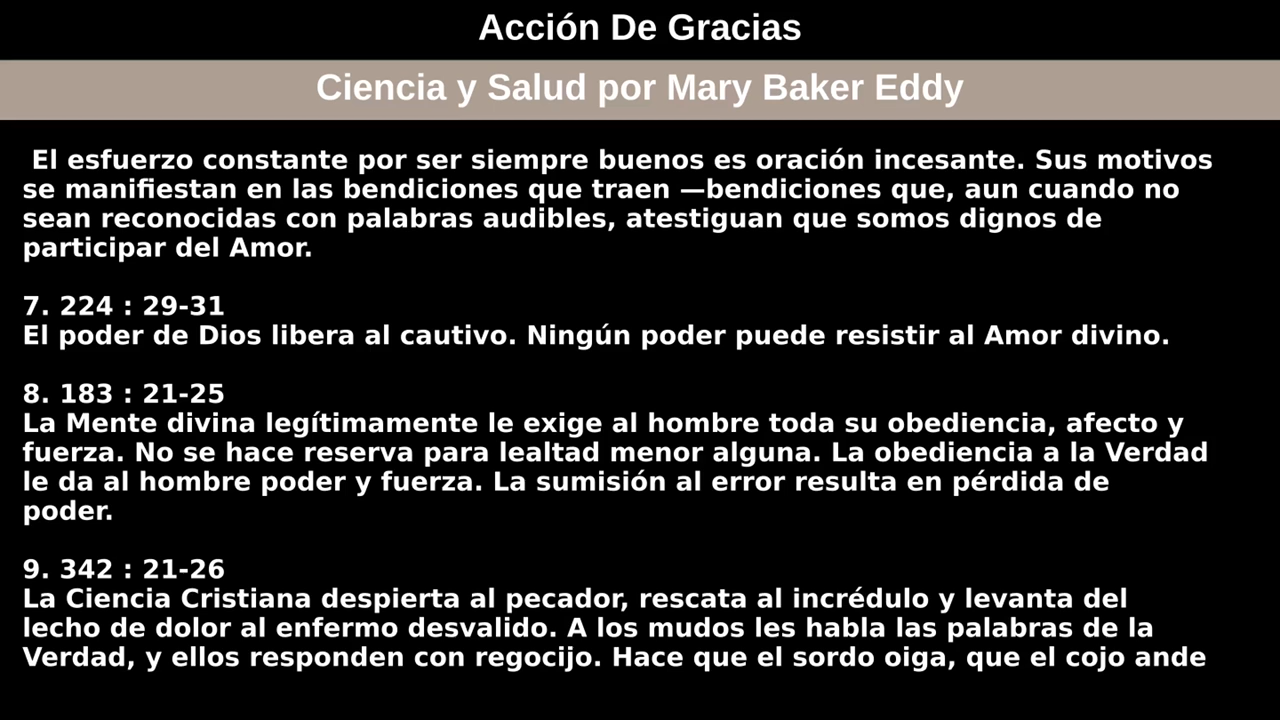 Acción De Gracias
Ciencia y Salud por Mary Baker Eddy
El esfuerzo constante por ser siempre buenos es oración incesante. Sus motivos
se manifiestan en las bendiciones que traen —bendiciones que, aun cuando no
sean reconocidas con palabras audibles, atestiguan que somos dignos de
participar del Amor.
7. 224 : 29-31
El poder de Dios libera al cautivo. Ningún poder puede resistir al Amor divino.
8. 183 : 21-25
La Mente divina legítimamente le exige al hombre toda su obediencia, afecto y
fuerza. No se hace reserva para lealtad menor alguna. La obediencia a la Verdad
le da al hombre poder y fuerza. La sumisión al error resulta en pérdida de
poder.
9. 342 : 21-26
La Ciencia Cristiana despierta al pecador, rescata al incrédulo y levanta del
lecho de dolor al enfermo desvalido. A los mudos les habla las palabras de la
Verdad, y ellos responden con regocijo. Hace que el sordo oiga, que el cojo ande